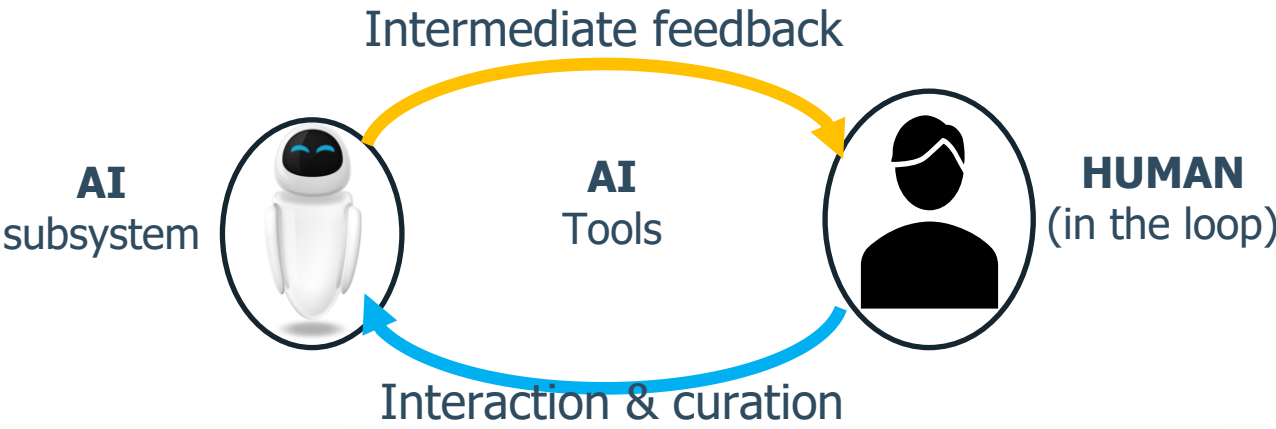 Intermediate feedback
AI
subsystem
AI
Tools
HUMAN
(in the loop)
Interaction & curation